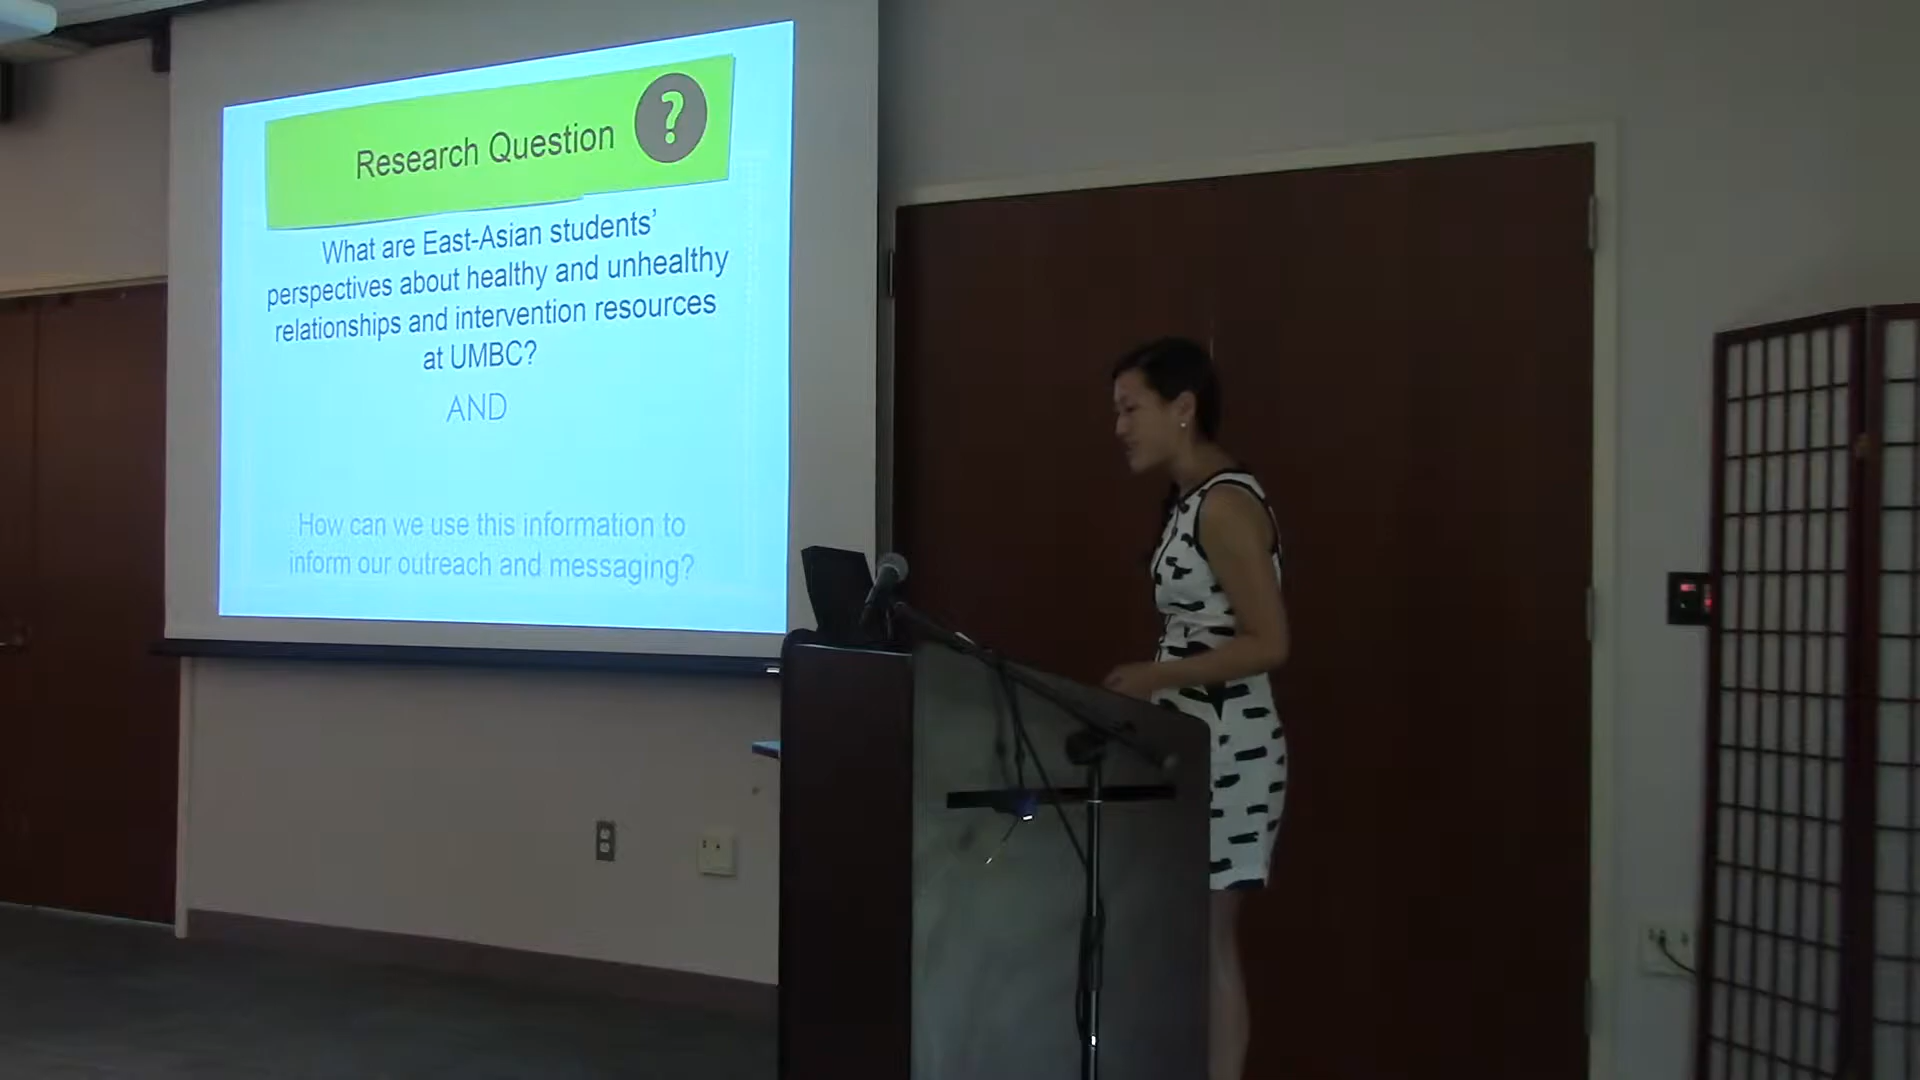 Research Question
?
What are East-Asian students’
perspectives about healthy and unhealthy
relationships and intervention resources
at UMBC?
AND
How can we use this information to
inform our outreach and messaging?